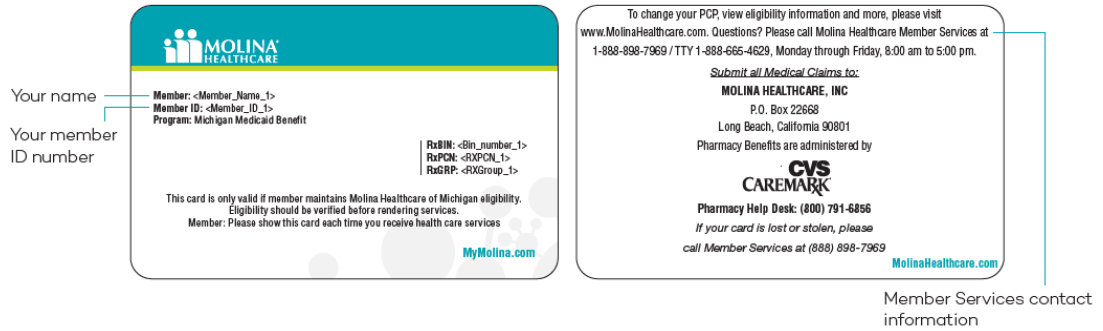 MOLINA
HEALTHCARE
Your name
Member: <Member_Name_1>
Your member
ID number
Member ID: <Member_ID_1>
Program: Michigan Medicaid Benefit
RxBIN: <Bin_number_1>
RxPCN: <RXPCN_1>
RxGRP: <RXGroup_1>
This card is only valid if member maintains Molina Healthcare of Michigan eligibility.
Eligibility should be verified before rendering services.
Member: Please show this card each time you receive health care services
MyMolina.com
To change your PCP, view eligibility information and more, please visit
www.MolinaHealthcare.com. Questions? Please call Molina Healthcare Member Services at
1-888-898-7969 / TTY 1-888-665-4629, Monday through Friday, 8:00 am to 5:00 pm.
Submit all Medical Claims to:
MOLINA HEALTHCARE, INC
P.O. Box 22668
Long Beach, California 90801
Pharmacy Benefits are administered by
CVS
CAREMARK
Pharmacy Help Desk: (800) 791-6856
If your card is lost or stolen, please
call Member Services at (888) 898-7969
MolinaHealthcare.com
Member Services contact
information